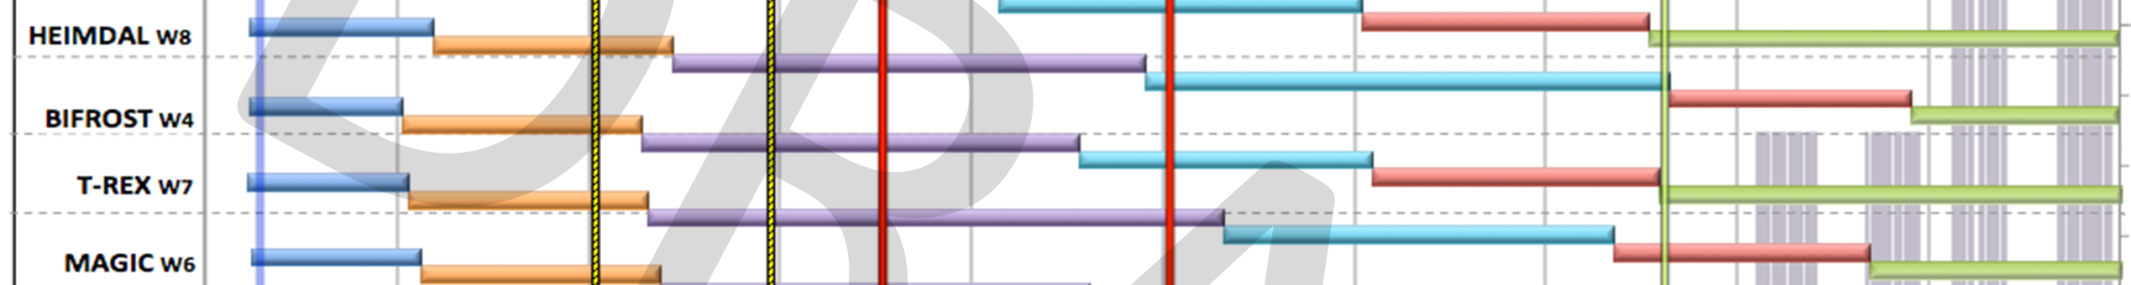 HEIMDAL W8
BIFROST W4
T-REX W7
MAGIC W6